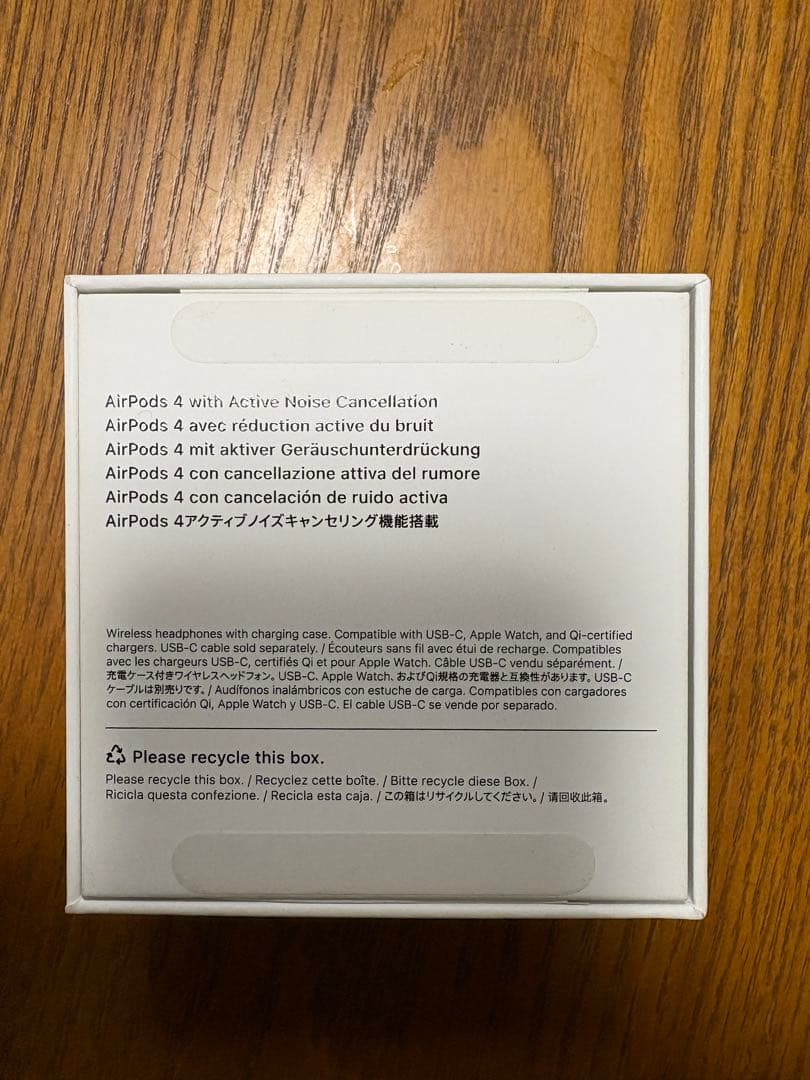 AirPods 4 with Active Noise Cancellation
AirPods 4 avec réduction active du bruit
AirPods 4 mit aktiver Geräuschunterdrückung
AirPods 4 con cancellazione attiva del rumore
AirPods 4 con cancelación de ruido activa
AirPods 4アクティブノイズキャンセリング機能搭載
Wireless headphones with charging case. Compatible with USB-C, Apple Watch, and Qi-certified
chargers. USB-C cable sold separately. / Écouteurs sans fil avec étui de recharge. Compatibles
avec les chargeurs USB-C, certifiés Qi et pour Apple Watch. Câble USB-C vendu séparément. /
充電ケース付きワイヤレスヘッドフォン。USB-C、Apple Watch、およびQi規格の充電器と互換性があります。USB-C
ケーブルは別売りです。/ Audífonos inalámbricos con estuche de carga. Compatibles con cargadores
con certificación Qi, Apple Watch y USB-C. El cable USB-C se vende por separado.
Please recycle this box.
Please recycle this box. / Recyclez cette boîte. / Bitte recycle diese Box. /
Ricicla questa confezione. / Recicla esta caja. / この箱はリサイクルしてください。/ 请回收此箱。